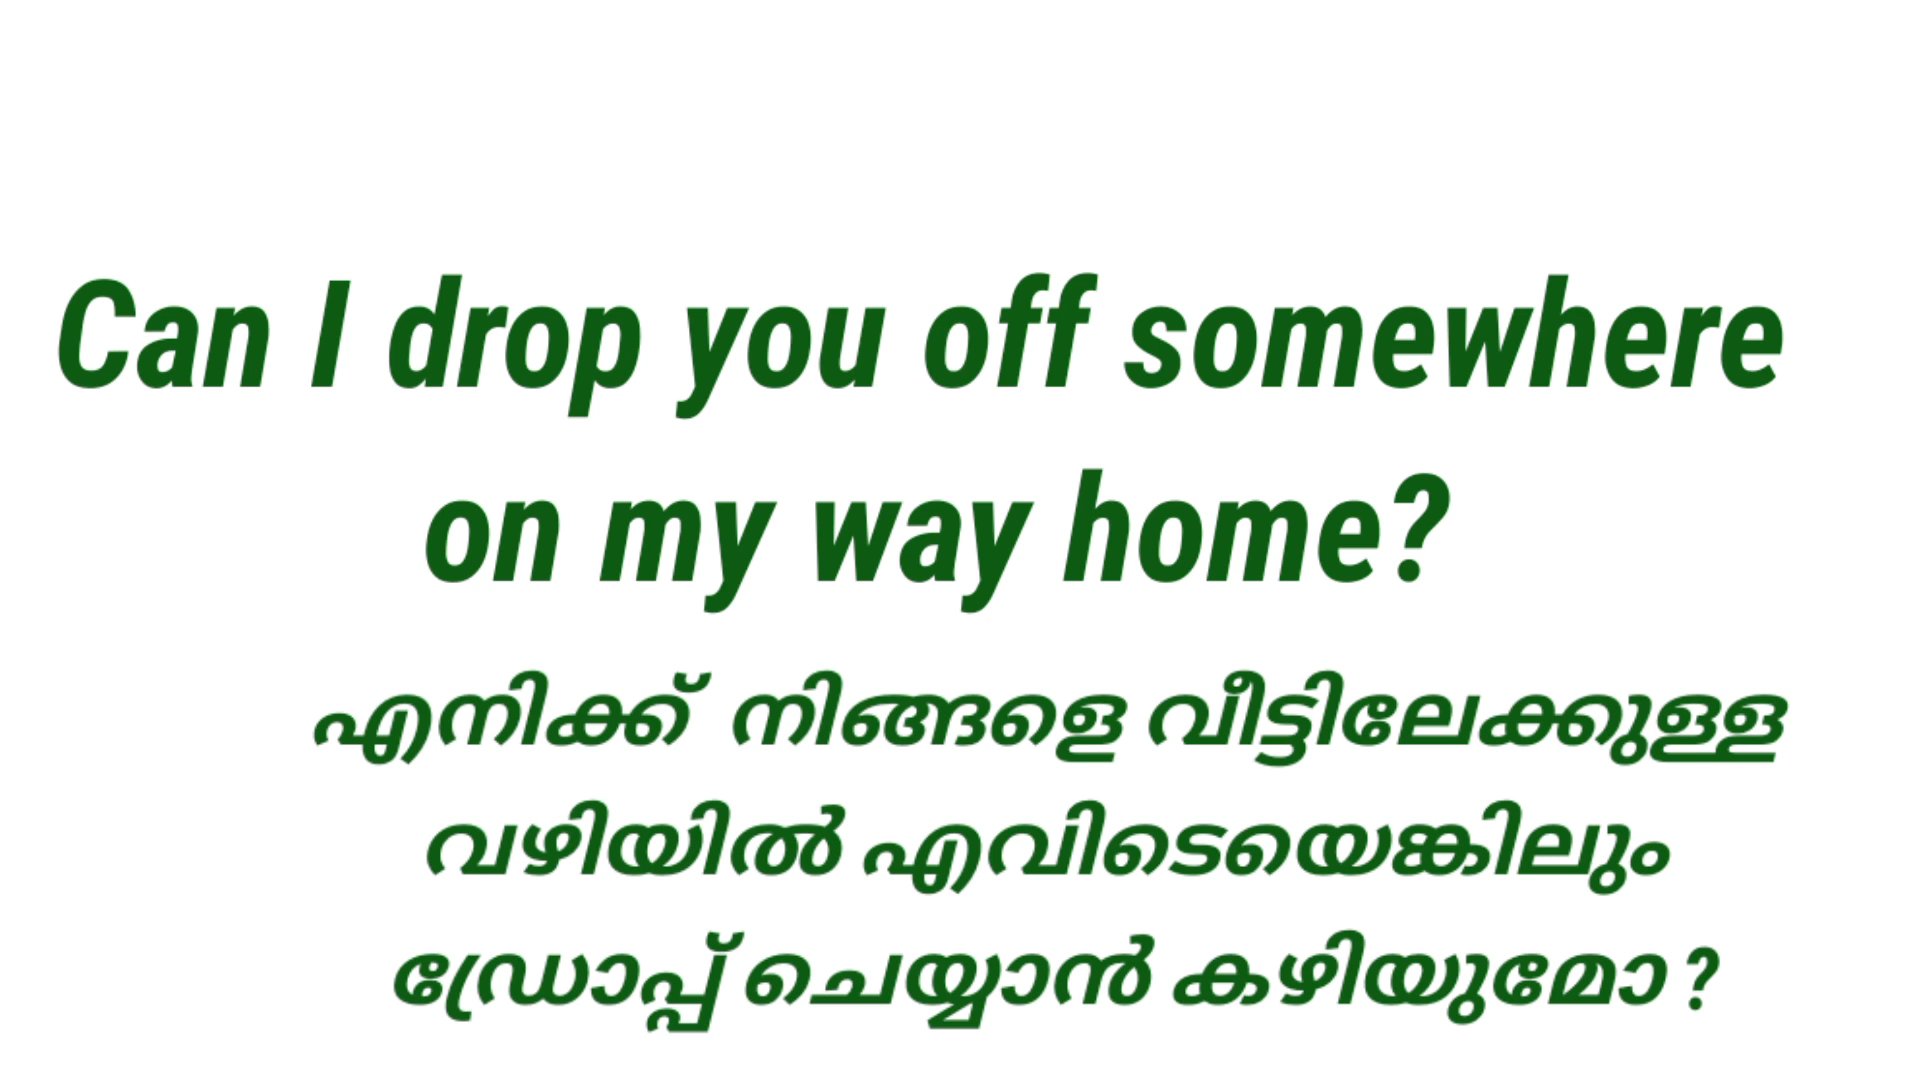 Can I drop you off somewhere
on my way home?
എനിക്ക് നിങ്ങളെ വീട്ടിലേക്കുള്ള
വഴിയിൽ എവിടെയെങ്കിലും
ഡ്രോപ്പ് ചെയ്യാൻ കഴിയുമോ?